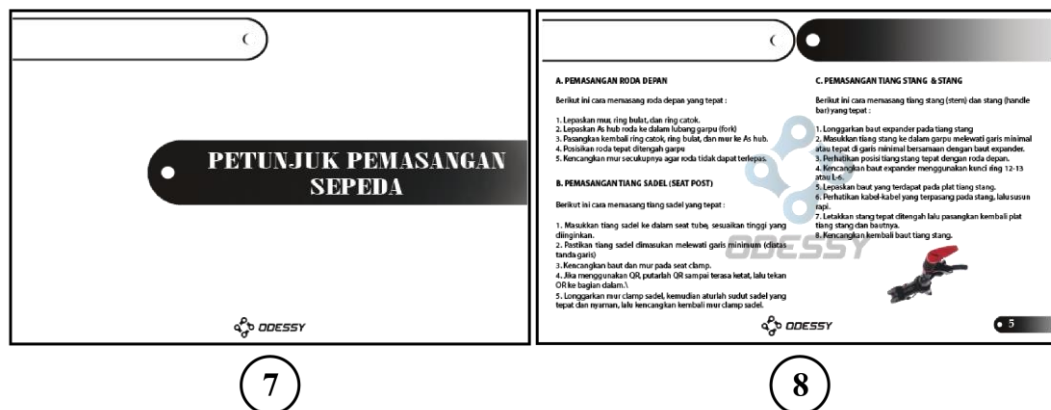 PETUNJUK PEMASANGAN
SEPEDA
ODESSY
7
A. PEMASANGAN RODA DEPAN
Berikut ini cara memasang roda depan yang tepat :
1. Lepaskan mur, ring bulat, dan ring catok.
2. Lepaskan As hub roda ke dalam lubang garpu (fork)
3. Pasangkan kembali ring catok, ring bulat, dan mur ke As hub.
4. Posisikan roda tepat ditengah garpu
5. Kencangkan mur secukupnya agar roda tidak dapat terlepas.
B. PEMASANGAN TIANG SADEL (SEAT POST)
Berikut ini cara memasang tiang sadel yang tepat :
1. Masukkan tiang sadel ke dalam seat tube, sesuaikan tinggi yang
diinginkan.
2. Pastikan tiang sadel dimasukan melewati garis minimum (diatas
tanda garis)
3. Kencangkan baut dan mur pada seat clamp.
4. Jika menggunakan QR, putarlah QR sampai terasa ketat, lalu tekan
QR ke bagian dalam.\
5. Longgarkan mur clamp sadel, kemudian aturlah sudut sadel yang
tepat dan nyaman, lalu kencangkan kembali mur clamp sadel.
C. PEMASANGAN TIANG STANG & STANG
Berikut ini cara memasang tiang stang (stem) dan stang (handle
bar) yang tepat :
1. Longgarkan baut expander pada tiang stang
2. Masukkan tiang stang ke dalam garpu melewati garis minimal
atau tepat di garis minimal bersamaan dengan baut expander.
3. Perhatikan posisi tiang stang tepat dengan roda depan.
4. Kencangkan baut expander menggunakan kunci ring 12-13
atau L-6.
5. Lepaskan baut yang terdapat pada plat tiang stang.
6. Perhatikan kabel-kabel yang terpasang pada stang, lalu susun
rapi.
7. Letakkan stang tepat ditengah lalu pasangkan kembali plat
tiang stang dan bautnya.
8. Kencangkan kembali baut tiang stang.
ODESSY
ODESSY
5
8